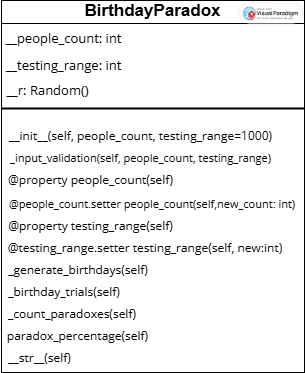 BirthdayParadox
Visual Paradigm
__people_count: int
__testing_range: int
__r: Random()
__init__(self, people_count, testing_range=1000)
_input_validation(self, people_count, testing_range)
@property people_count(self)
@people_count.setter people_count(self,new_count: int)
@property testing_range(self)
@testing_range.setter testing_range(self, new:int)
_generate_birthdays(self)
_birthday_trials(self)
_count_paradoxes(self)
paradox_percentage(self)
__str__(self)